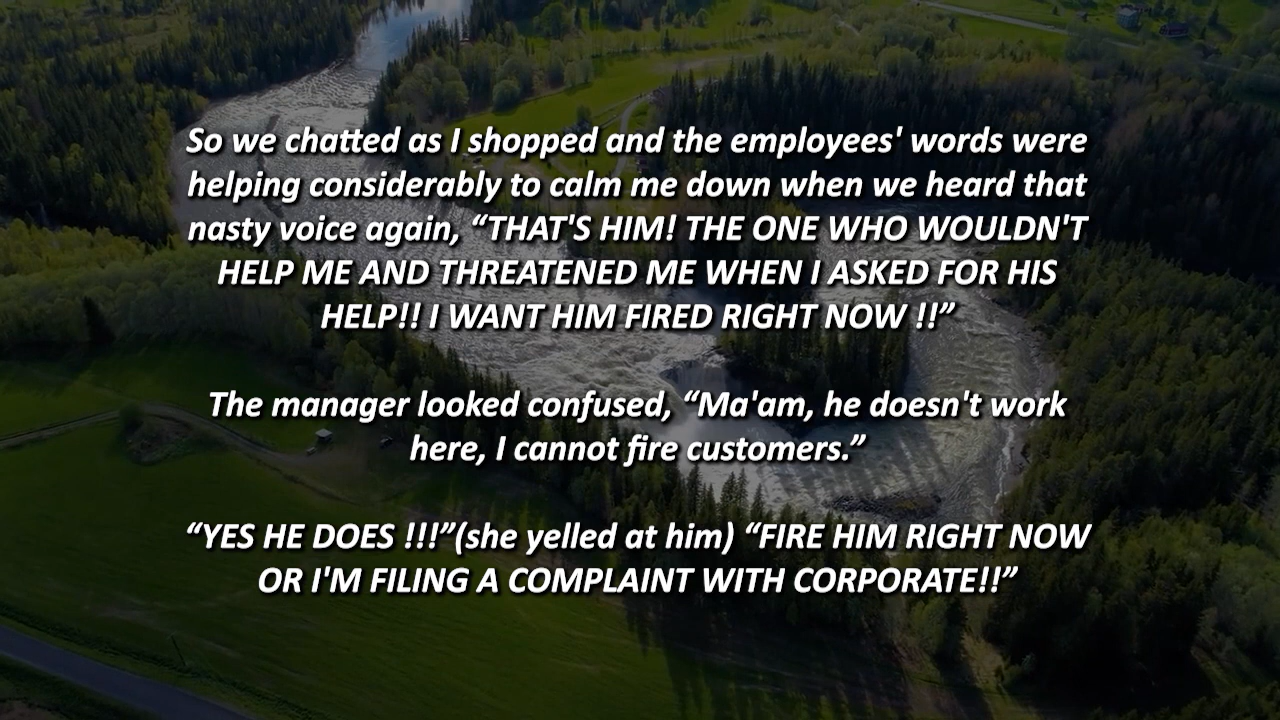 So we chatted as I shopped and the employees' words were
helping considerably to calm me down when we heard that
nasty voice again, “THAT'S HIM! THE ONE WHO WOULDN'T
HELP ME AND THREATENED ME WHEN I ASKED FOR HIS
HELP!! I WANT HIM FIRED RIGHT NOW !!”
The manager looked confused, “Ma'am, he doesn't work
here, I cannot fire customers.”
“YES HE DOES !!!”(she yelled at him) “FIRE HIM RIGHT NOW
OR I'M FILING A COMPLAINT WITH CORPORATE!!”